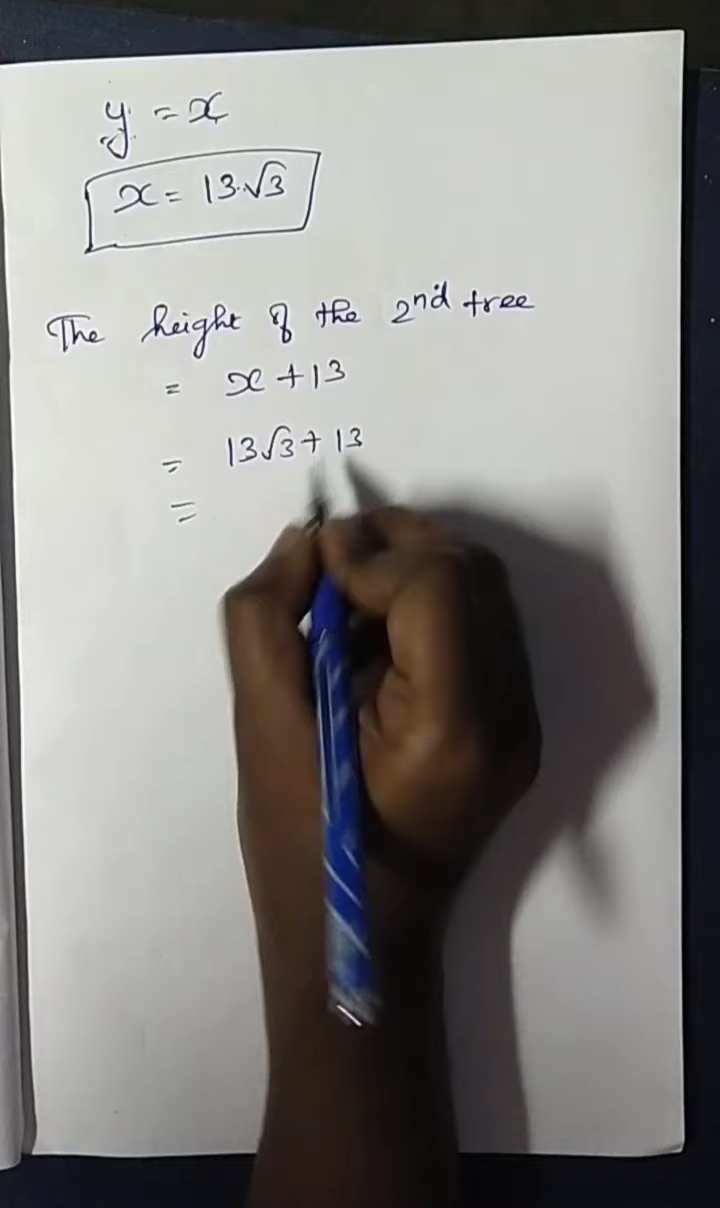 y = x
x = 13.√3
The height of the 2nd tree
= x + 13
= 13√3 + 13
=